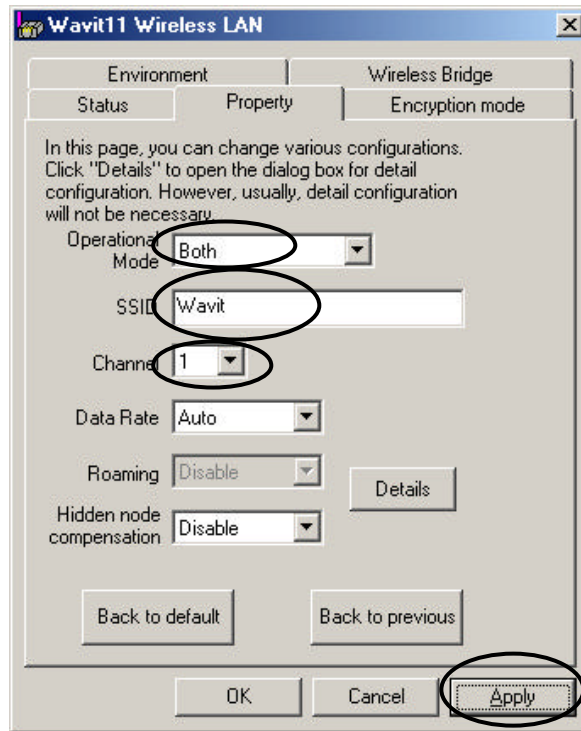 Wavit11 Wireless LAN
Environment
Wireless Bridge
Status
Property
Encryption mode
In this page, you can change various configurations.
Click "Details" to open the dialog box for detail
configuration. However, usually, detail configuration
will not be necessary.
Operational
Mode
Both
SSID
Wavit
Channel
1
Data Rate
Auto
Roaming
Disable
Details
Hidden node
compensation
Disable
Back to default
Back to previous
OK
Cancel
Apply